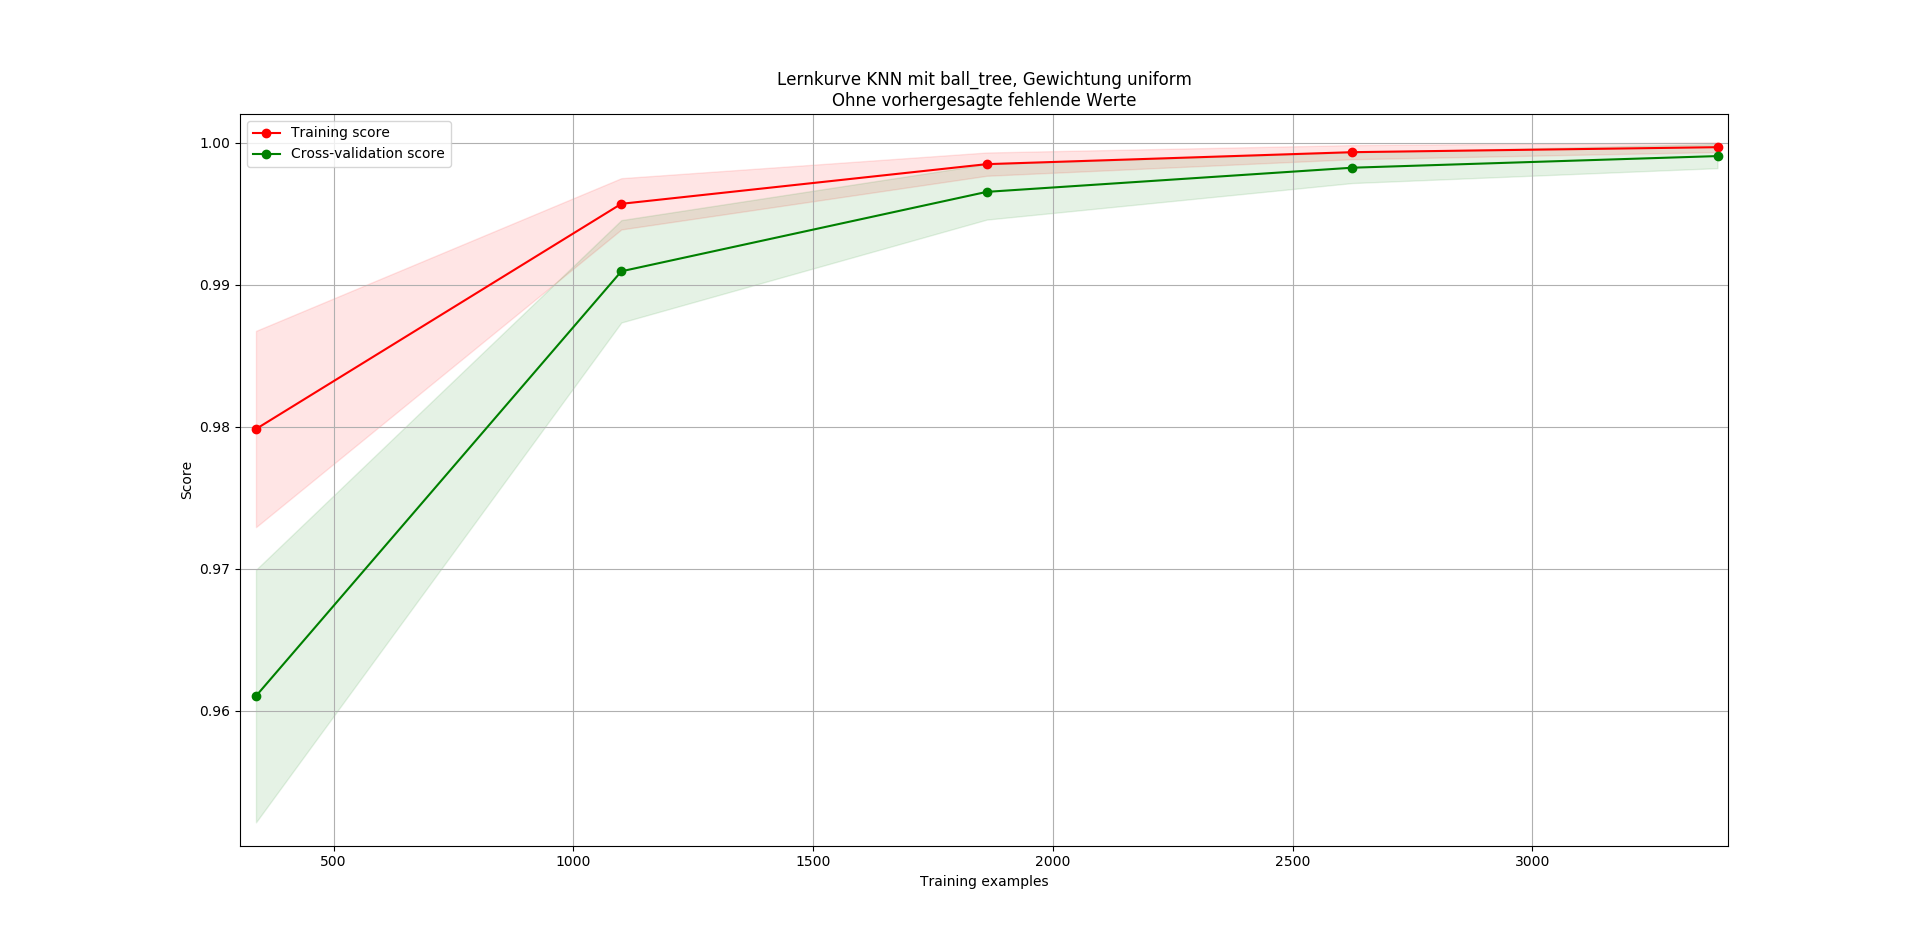 Lernkurve KNN mit ball_tree, Gewichtung uniform
Ohne vorhergesagte fehlende Werte
Training score
Cross-validation score
1.00
0.99
0.98
0.97
0.96
Score
500
1000
1500
2000
2500
3000
Training examples